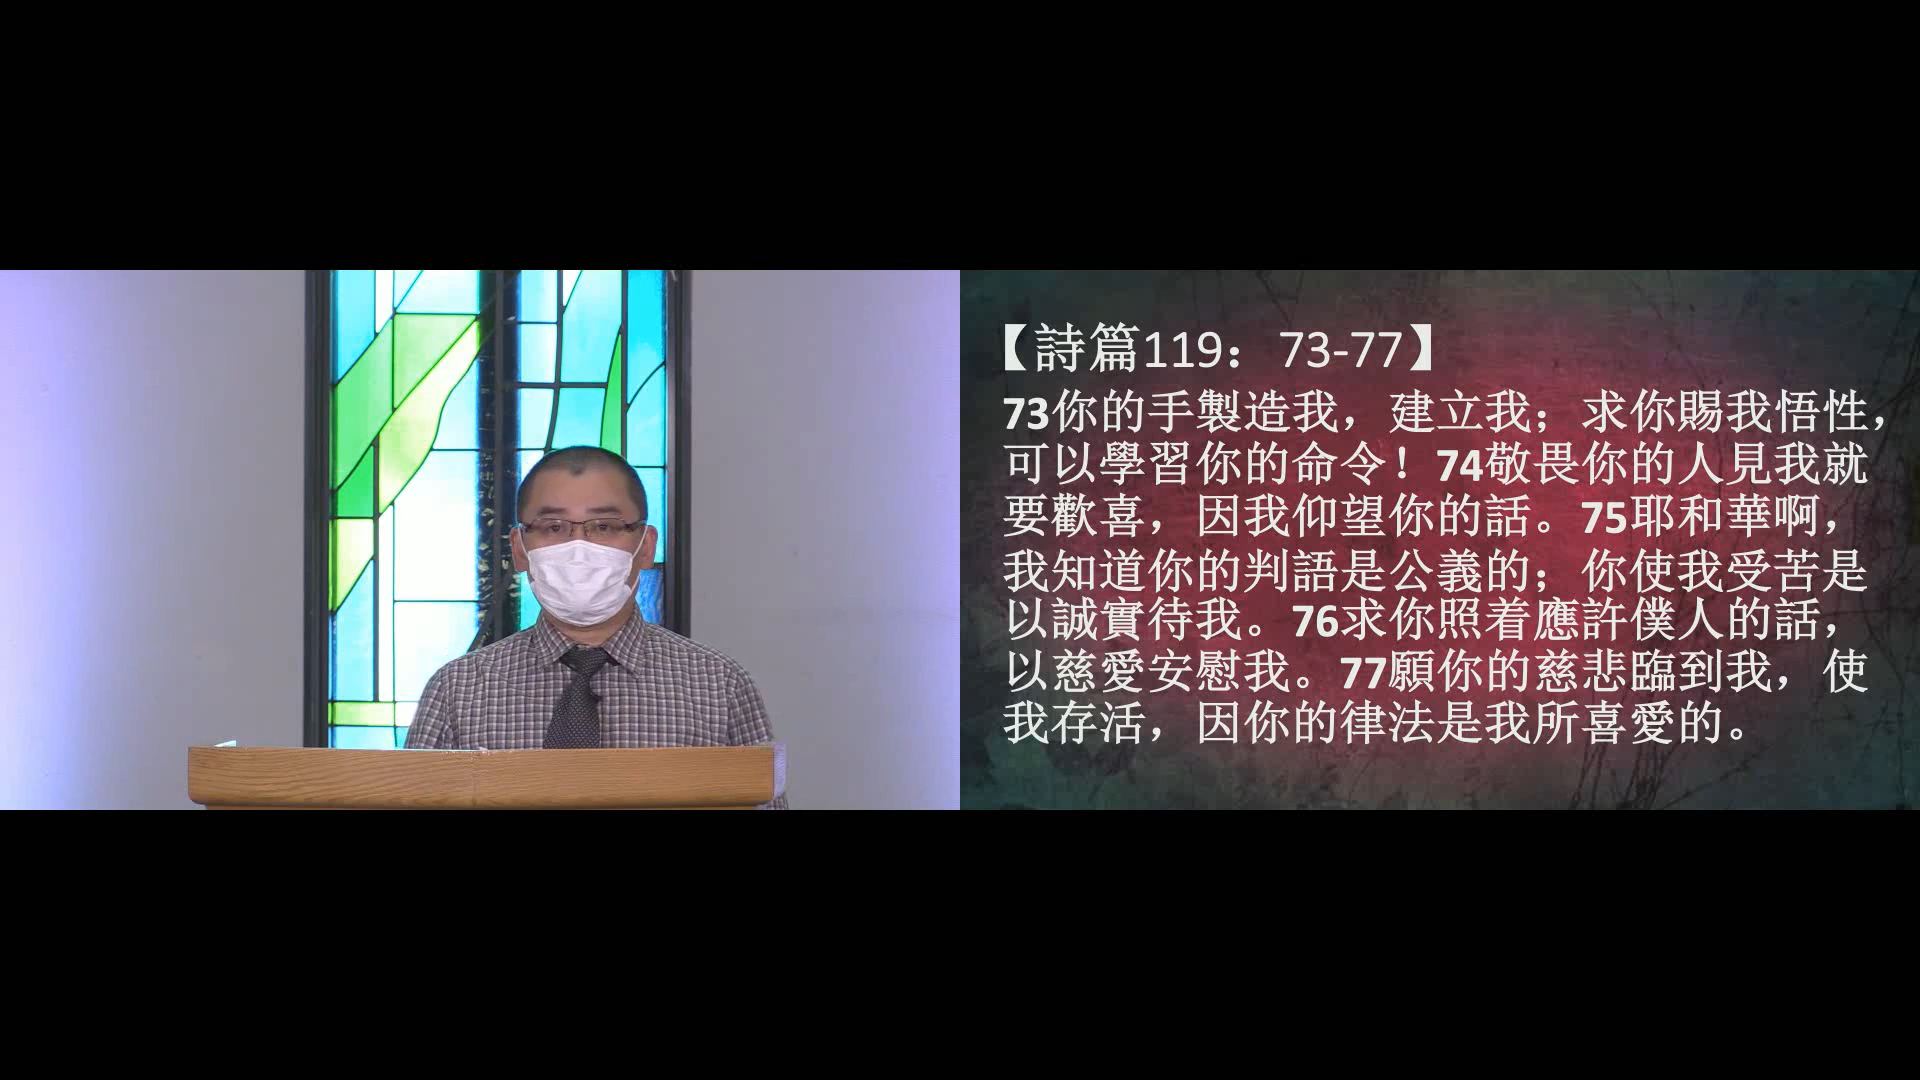 【詩篇119： 73-77】
73你的手製造我，建立我；求你賜我悟性，
可以學習你的命令！74敬畏你的人見我就
要歡喜，因我仰望你的話。75耶和華啊，
我知道你的判語是公義的；你使我受苦是
以誠實待我。76求你照着應許僕人的話，
以慈愛安慰我。77願你的慈悲臨到我，使
我存活，因你的律法是我所喜愛的。